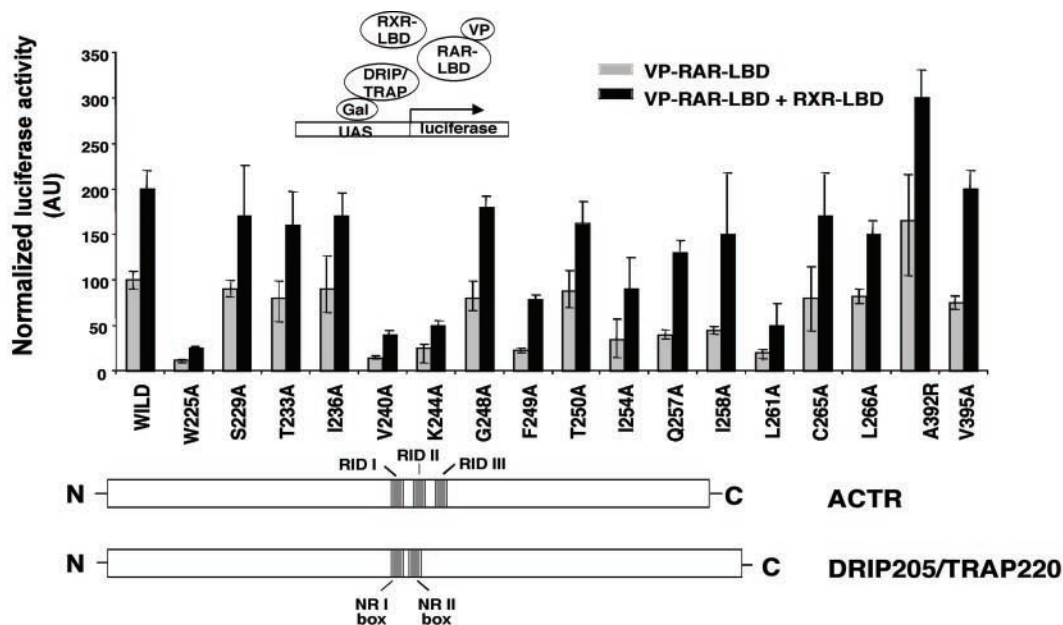 Normalized luciferase activity
(AU)
350
300
250
200
150
100
50
0
RXR-
LBD
VP
RAR-
LBD
DRIP/
TRAP
Gal
UAS
luciferase
VP-RAR-LBD
VP-RAR-LBD + RXR-LBD
WILD
W225A
S229A
T233A
I236A
V240A
K244A
G248A
F249A
T250A
I254A
Q257A
I258A
L261A
C265A
L266A
A392R
V395A
RID I
RID II
RID III
N
C
ACTR
N
C
DRIP205/TRAP220
NR I
box
NR II
box